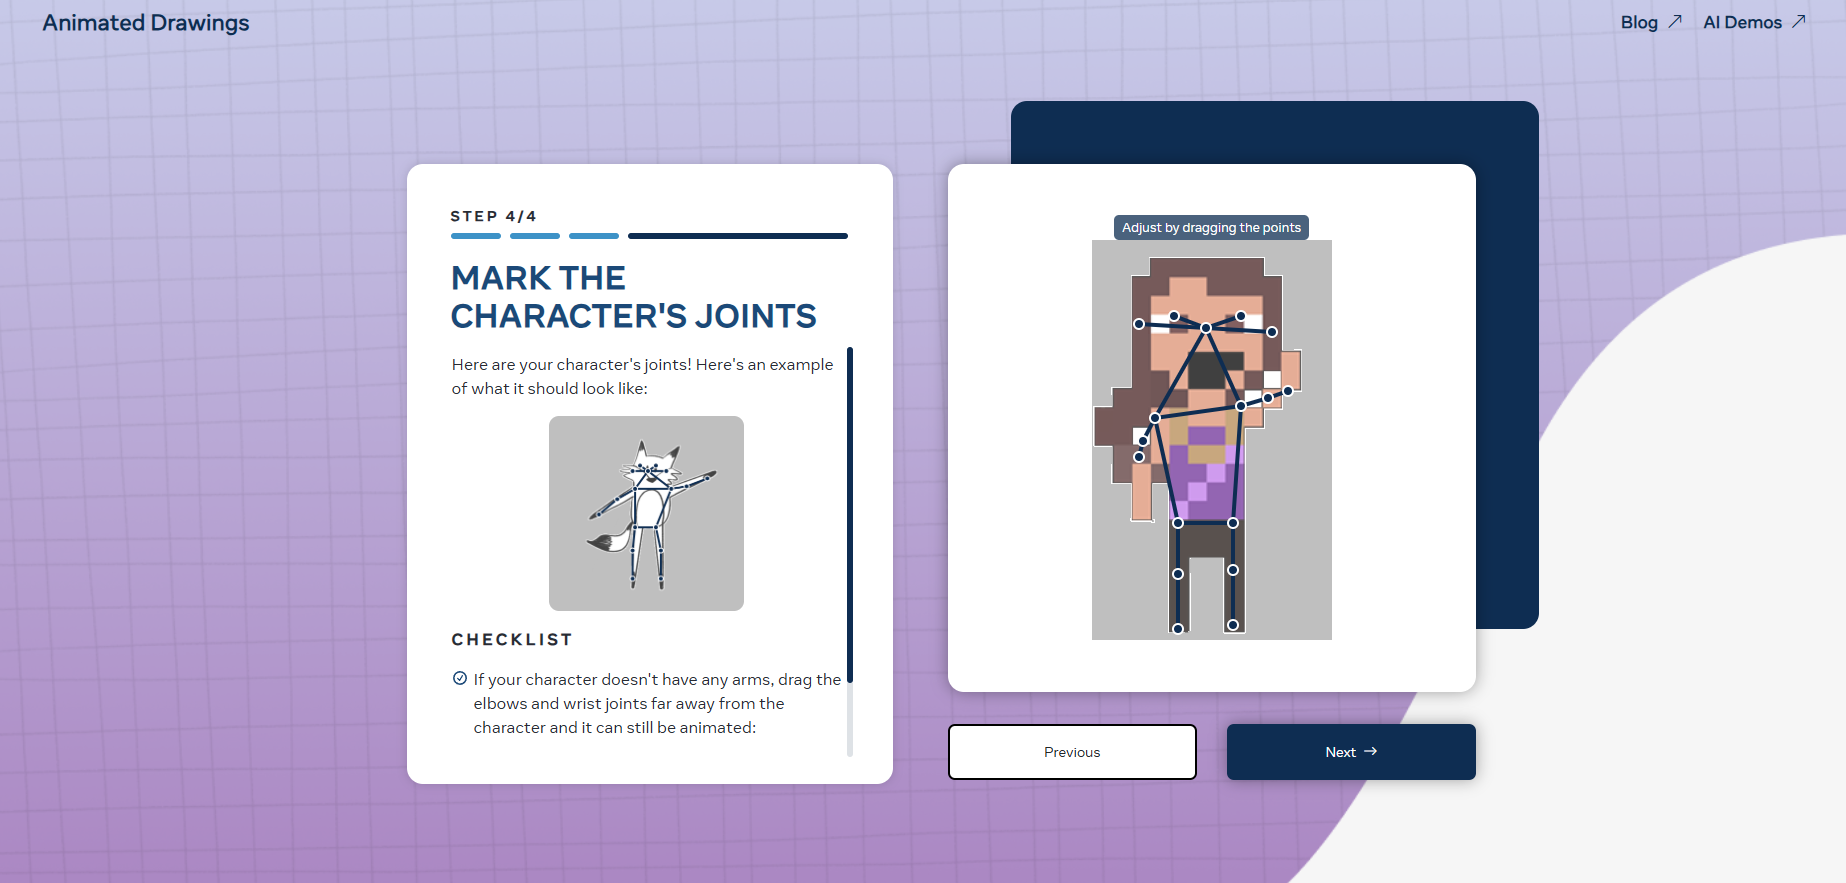 Animated Drawings
Blog
AI Demos
STEP 4/4
MARK THE
CHARACTER'S JOINTS
Here are your character's joints! Here's an example
of what it should look like:
CHECKLIST
If your character doesn't have any arms, drag the
elbows and wrist joints far away from the
character and it can still be animated:
Adjust by dragging the points
Previous
Next